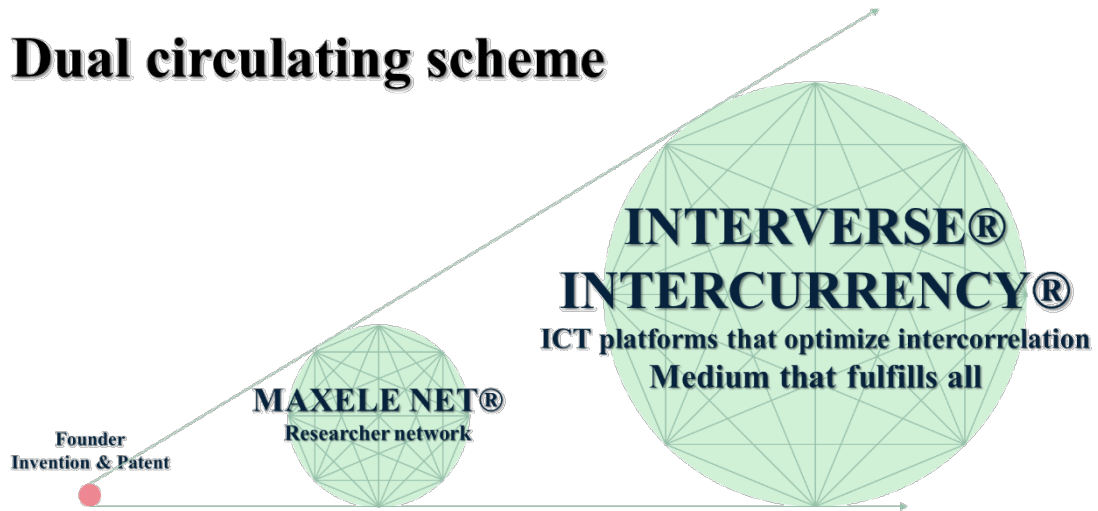 Dual circulating scheme
INTERVERSE®
INTERCURRENCY®
ICT platforms that optimize intercorrelation
Medium that fulfills all
MAXELE NET®
Researcher network
Founder
Invention & Patent